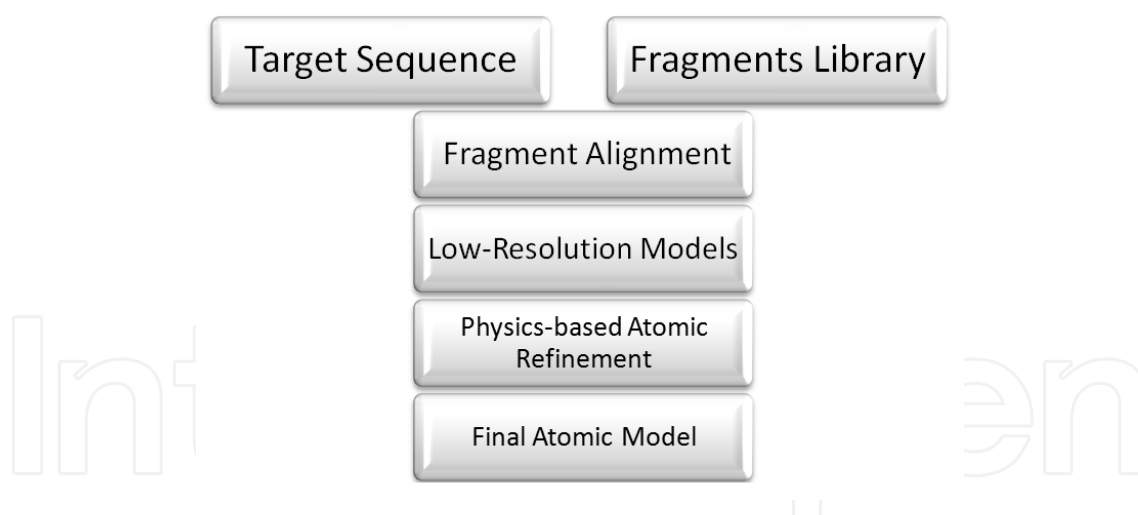 Target Sequence
Fragments Library
Fragment Alignment
Low-Resolution Models
Physics-based Atomic
Refinement
Final Atomic Model